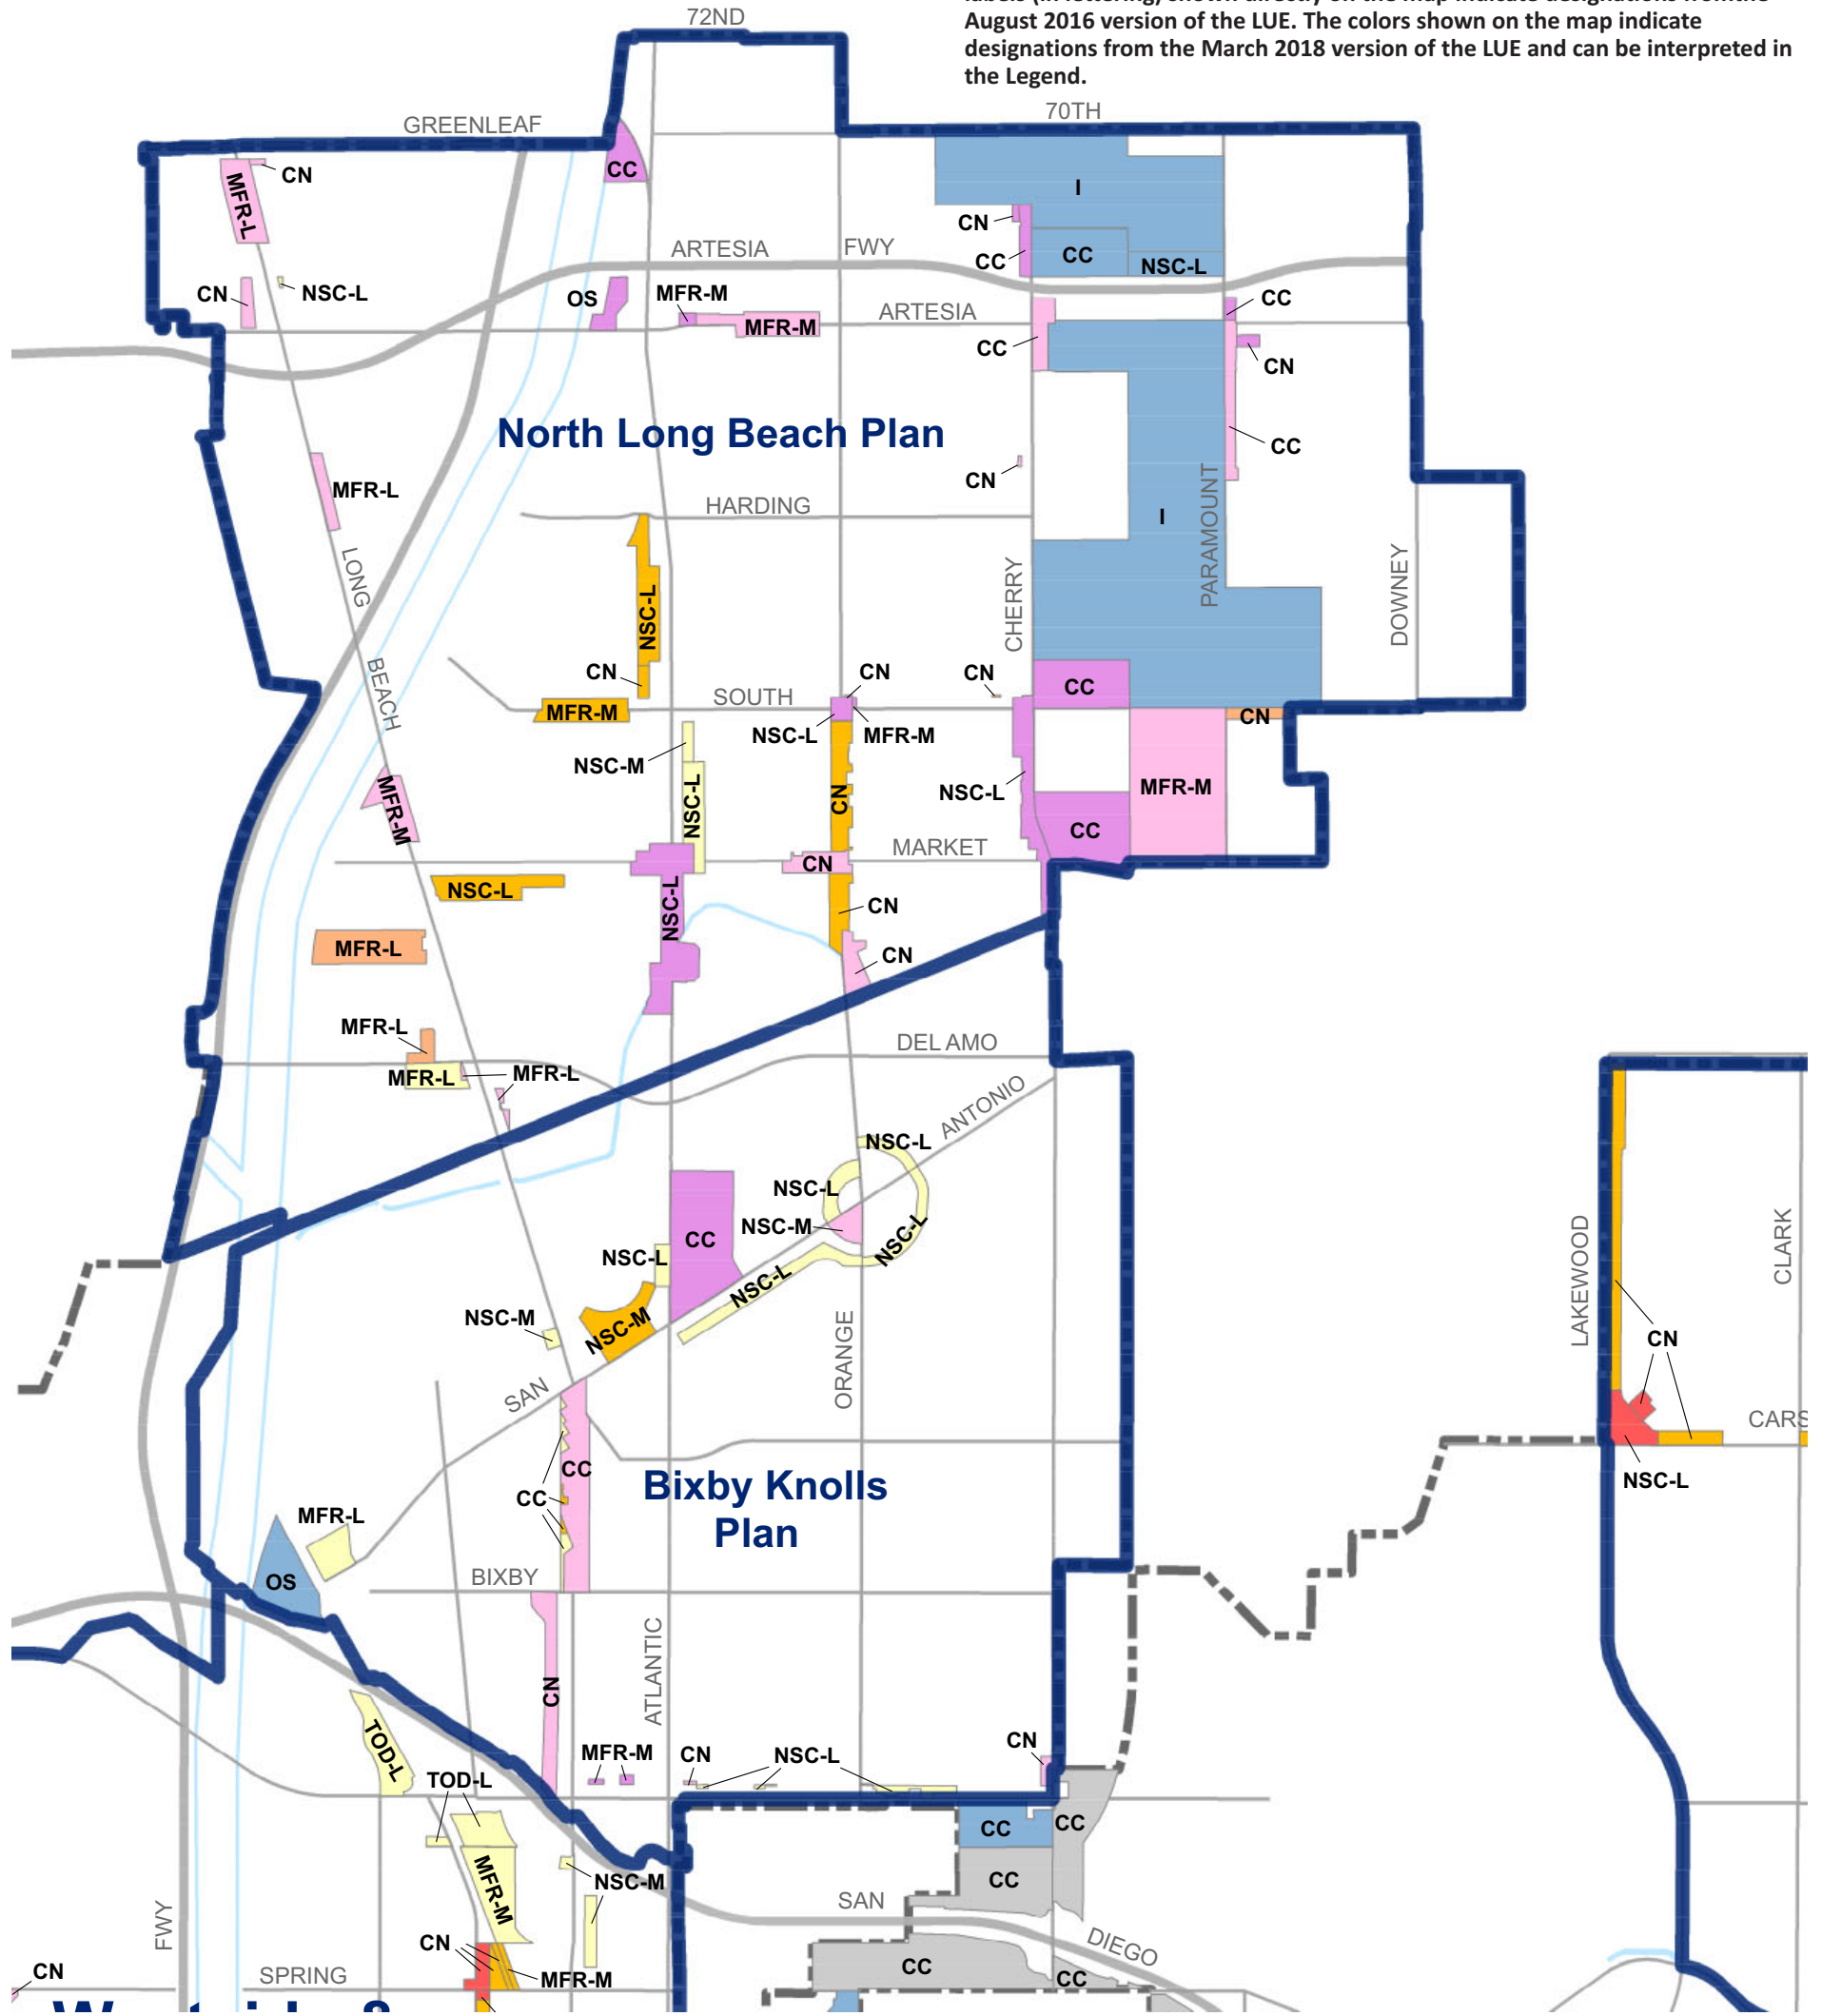 72ND
August 2016 version of the LUE. The colors shown on the map indicate
designations from the March 2018 version of the LUE and can be interpreted in
the Legend.
70TH
GREENLEAF
CC
CN
MFR-L
I
CN
ARTESIA FWY
CC
CC
NSC-L
CN
NSC-L
OS
MFR-M
MFR-M
ARTESIA
CC
CC
CN
North Long Beach Plan
CC
CN
MFR-L
HARDING
I
PARAMOUNT
LONG
CHERRY
DOWNEY
NSC-L
BEACH
CN
CN
CN
CC
SOUTH
MFR-M
CN
NSC-L
MFR-M
NSC-M
NSC-L
CN
NSC-L
MFR-M
MFR-M
CC
MARKET
CN
NSC-L
NSC-L
CN
MFR-L
CN
MFR-L
DEL AMO
MFR-L
MFR-L
ANTONIO
NSC-L
NSC-L
NSC-M
NSC-L
CC
NSC-L
NSC-L
LAKEWOOD
CLARK
NSC-M
NSC-M
CN
ORANGE
SAN
CARS
CC
NSC-L
CC
Bixby Knolls
Plan
MFR-L
OS
BIXBY
ATLANTIC
CN
TOD-L
MFR-M
CN
NSC-L
CN
TOD-L
CC
CC
MFR-M
NSC-M
CC
SAN
DIEGO
FWY
CN
CC
CC
CN
SPRING
MFR-M